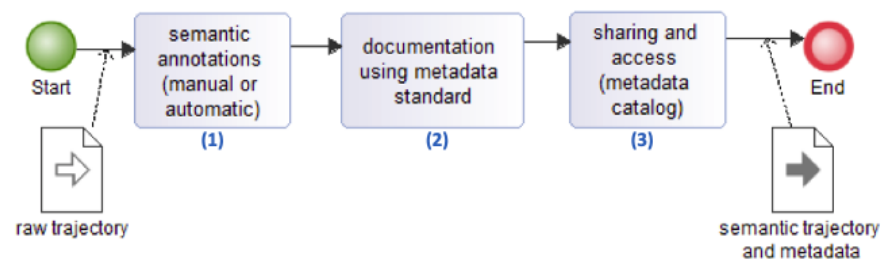 Start
semantic
annotations
(manual or
automatic)
(1)
documentation
using metadata
standard
(2)
sharing and
access
(metadata
catalog)
(3)
End
raw trajectory
semantic trajectory
and metadata